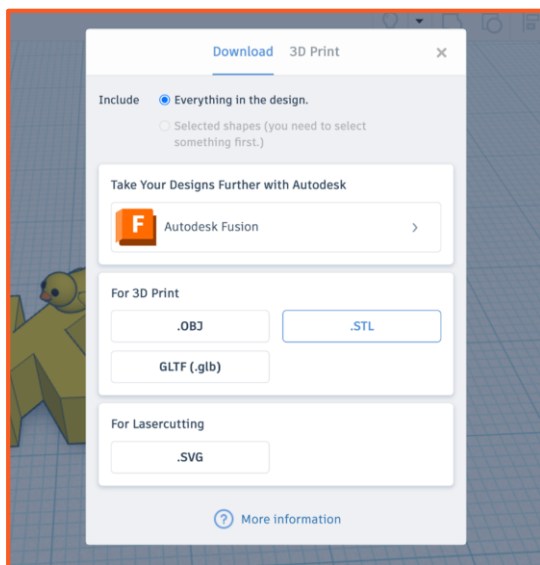 Download 3D Print
Include Everything in the design.
Selected shapes (you need to select
something first.)
Take Your Designs Further with Autodesk
F Autodesk Fusion
For 3D Print
.OBJ .STL
GLTF (.glb)
For Lasercutting
.SVG
? More information